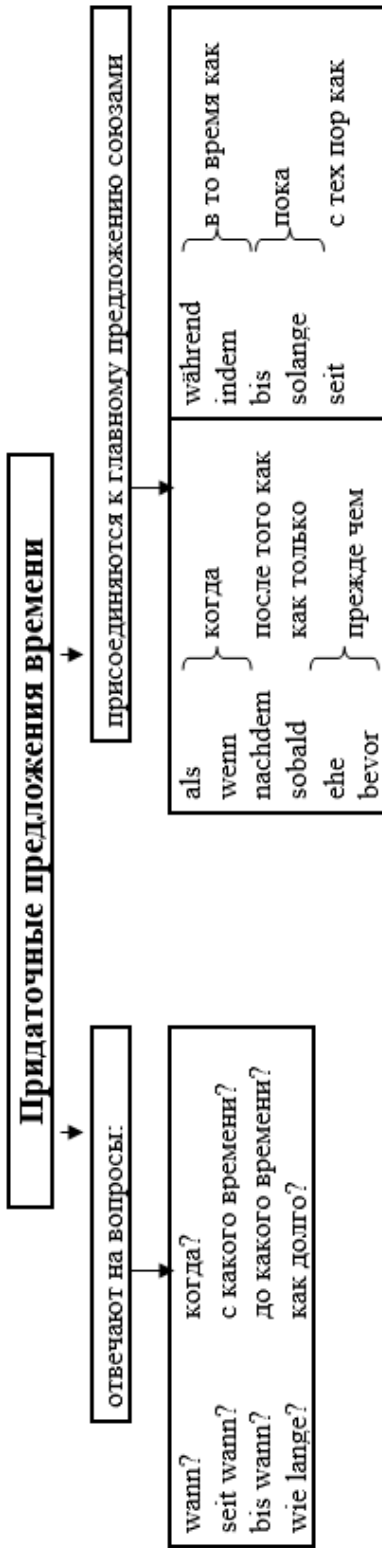 Придаточные предложения времени
отвечают на вопросы:
wann? когда?
seit wann? с какого времени?
bis wann? до какого времени?
wie lange? как долго?
присоединяются к главному предложению союзами
als
wenn
когда
nachdem после того как
sobald как только
ehe
bevor
прежде чем
während
indem
в то время как
bis
solange
пока
seit с тех пор как